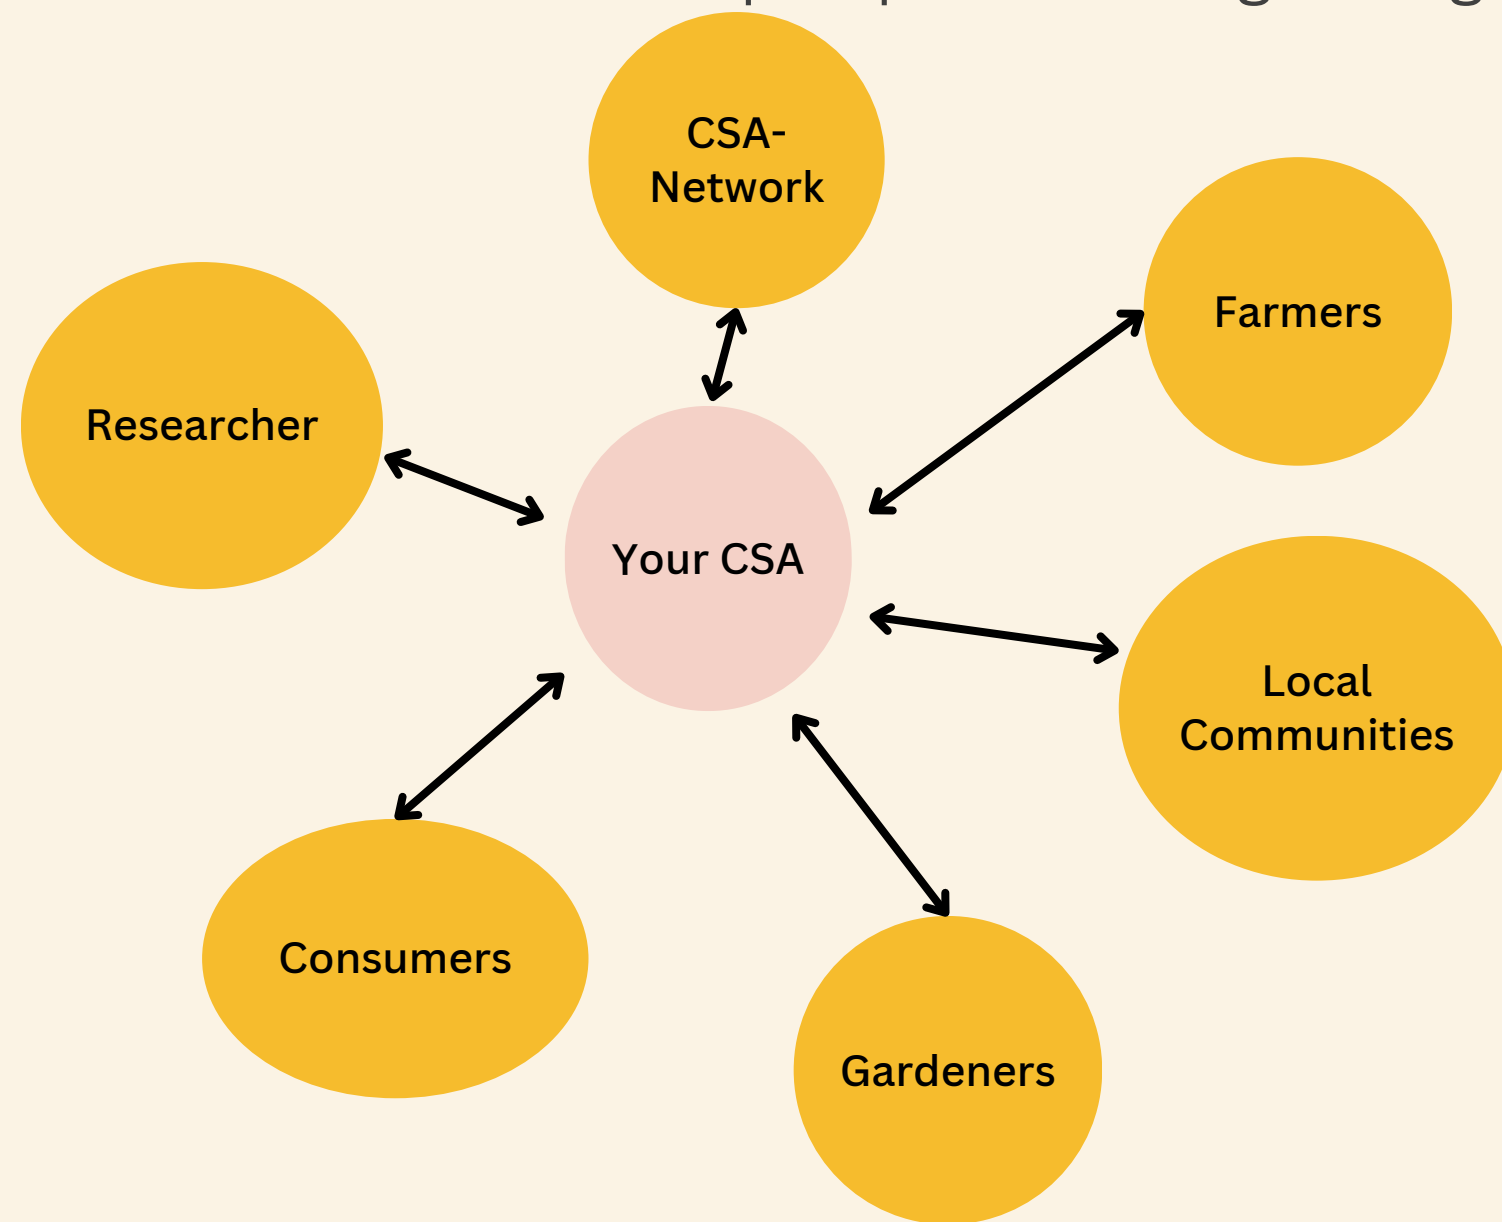 CSA-
Network
Farmers
Researcher
Your CSA
Local
Communities
Consumers
Gardeners